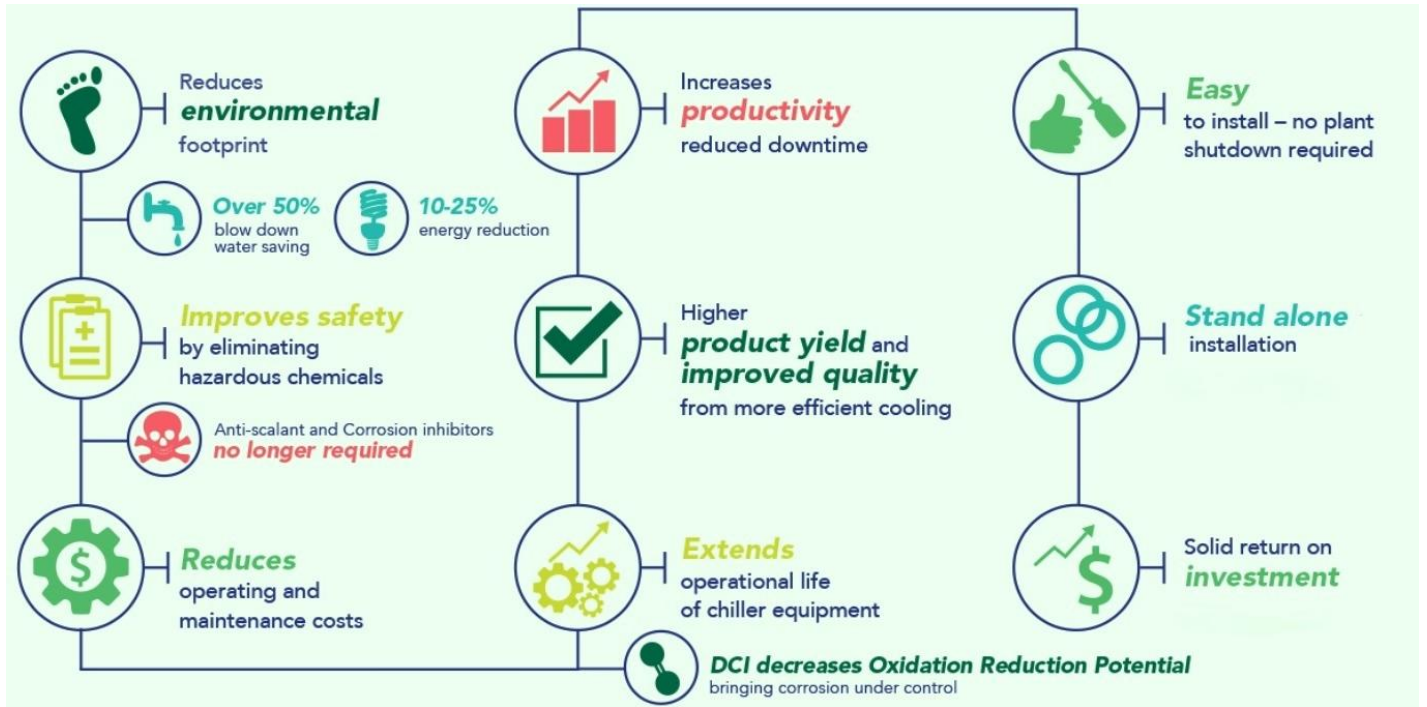 Reduces
environmental
footprint
Over 50%
blow down
water saving
10-25%
energy reduction
Improves safety
by eliminating
hazardous chemicals
Anti-scalant and Corrosion inhibitors
no longer required
$
Reduces
operating and
maintenance costs
Increases
productivity
reduced downtime
Higher
product yield and
improved quality
from more efficient cooling
Extends
operational life
of chiller equipment
DCI decreases Oxidation Reduction Potential
bringing corrosion under control
Easy
to install – no plant
shutdown required
Stand alone
installation
$
Solid return on
investment